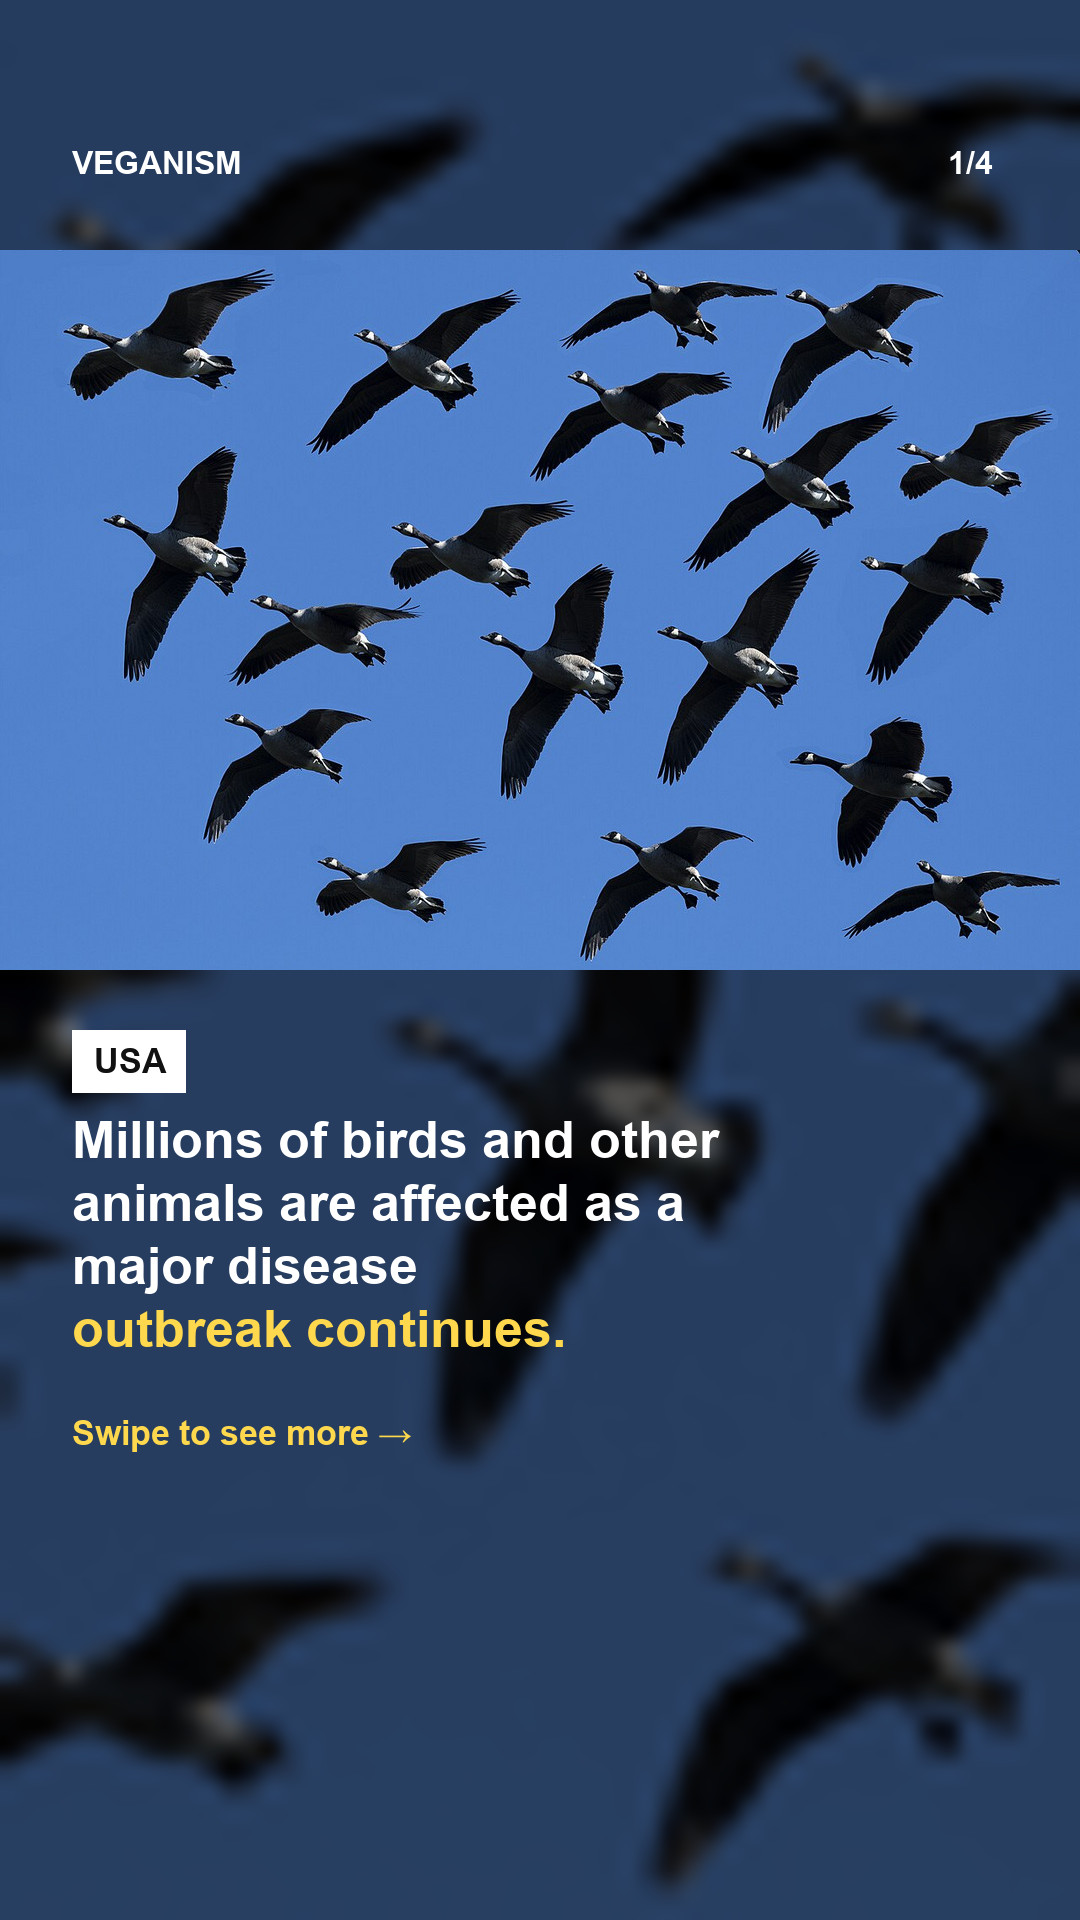 VEGANISM
1/4
USA
Millions of birds and other
animals are affected as a
major disease
outbreak continues.
Swipe to see more →